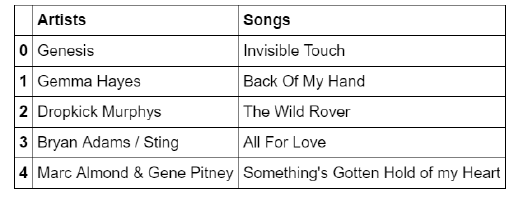 Artists Songs
0 Genesis Invisible Touch
1 Gemma Hayes Back Of My Hand
2 Dropkick Murphys The Wild Rover
3 Bryan Adams / Sting All For Love
4 Marc Almond & Gene Pitney Something's Gotten Hold of my Heart